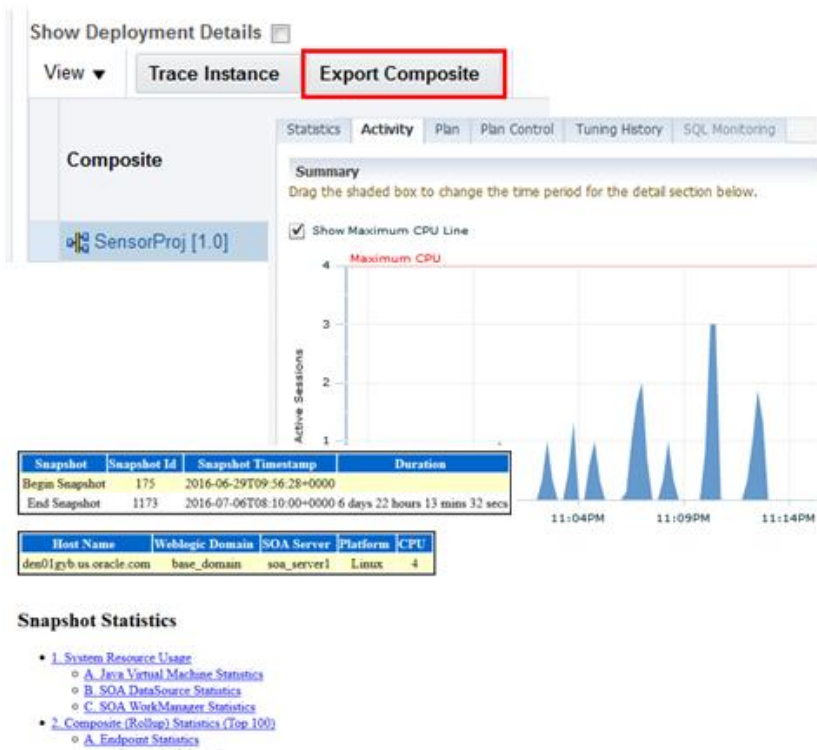 Show Deployment Details
View ▼ Trace Instance Export Composite
Composite
SensorProj [1.0]
Statistics Activity Plan Plan Control Tuning History SQL Monitoring
Summary
Drag the shaded box to change the time period for the detail section below.
Show Maximum CPU Line
Maximum CPU
4
3
2
1
Active Sessions
11:04PM 11:09PM 11:14PM
Snapshot Snapshot Id Snapshot Timestamp Duration
Begin Snapshot 175 2016-06-29T09:56:28+0000
End Snapshot 1173 2016-07-06T08:10:00+0000 6 days 22 hours 13 mins 32 secs
Host Name Weblogic Domain SOA Server Platform CPU
den01gyb.us.oracle.com base_domain soa_server1 Linux 4
Snapshot Statistics
1. System Resource Usage
A. Java Virtual Machine Statistics
B. SOA DataSource Statistics
C. SOA WorkManager Statistics
2. Composite (Rollup) Statistics (Top 100)
A. Endpoint Statistics